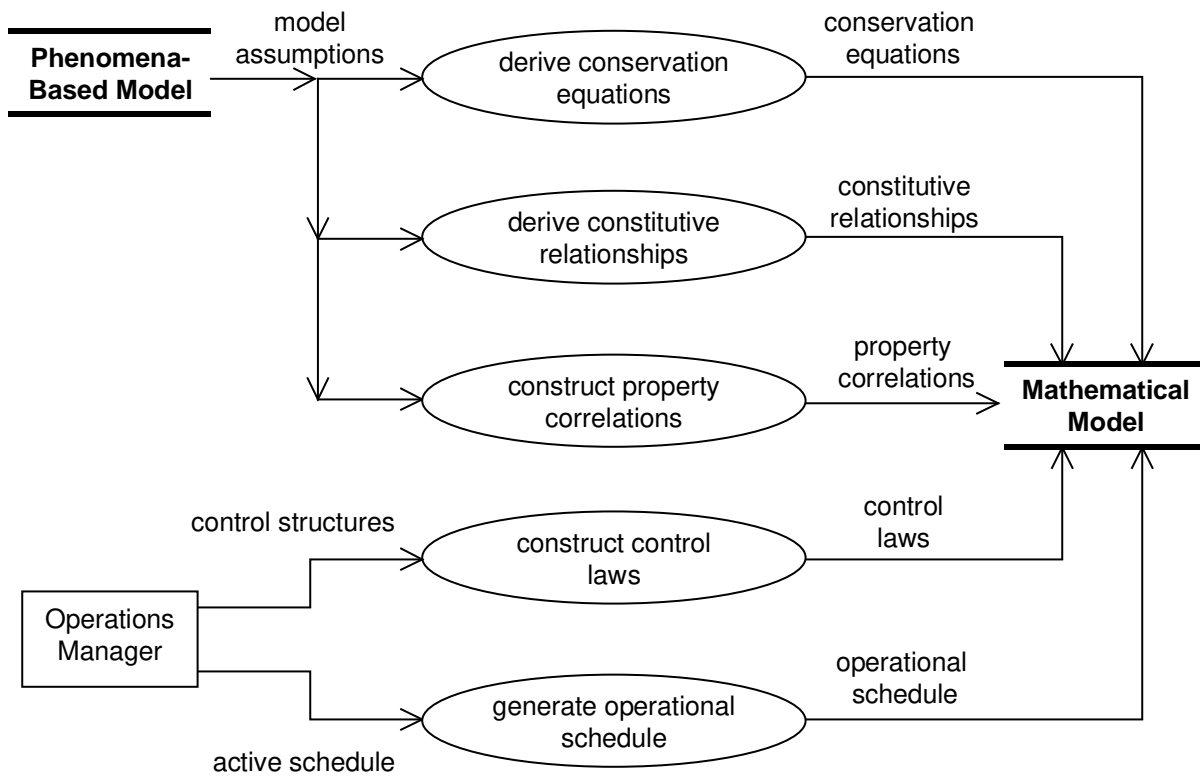 model
assumptions
Phenomena-
Based Model
derive conservation
equations
conservation
equations
derive constitutive
relationships
constitutive
relationships
construct property
correlations
property
correlations
Mathematical
Model
control structures
construct control
laws
control
laws
Operations
Manager
active schedule
generate operational
schedule
operational
schedule